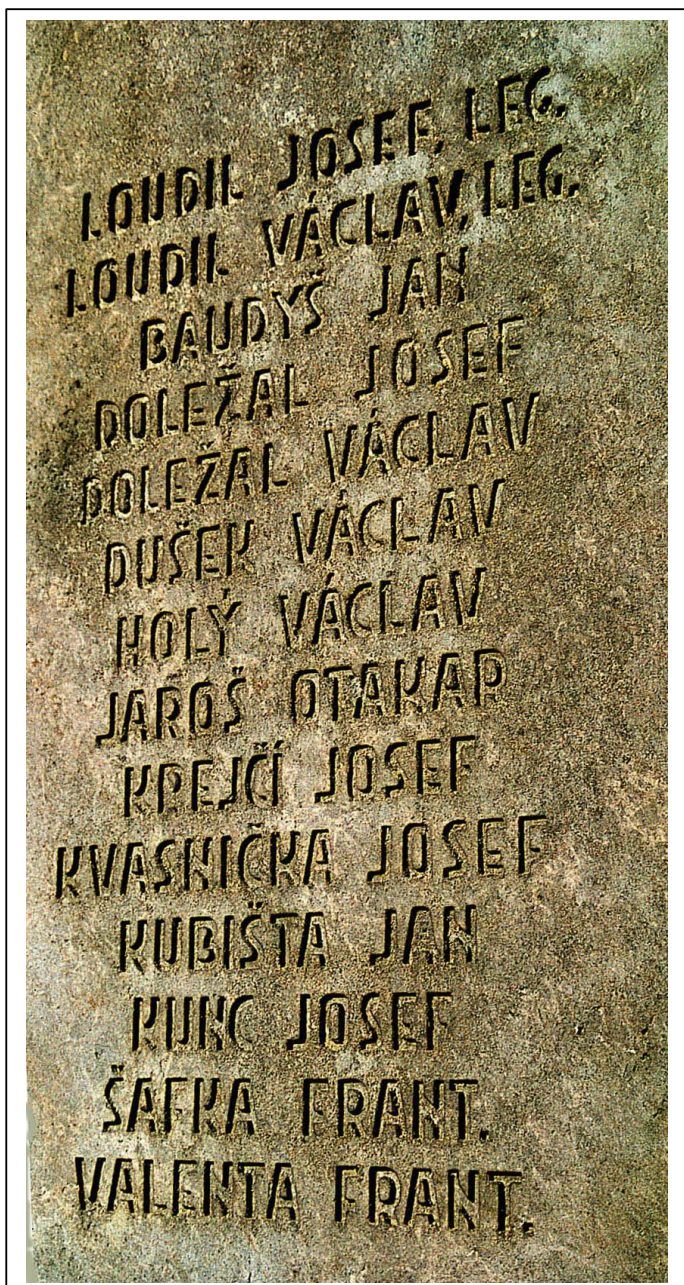 LOUDIL JOSEF, LEG.
LOUDIL VÁCLAV, LEG.
BAUDYŠ JAN
DOLEŽAL JOSEF
DOLEŽAL VÁCLAV
DUŠEK VÁCLAV
HOLÝ VÁCLAV
JAROŠ OTAKAR
KREJČÍ JOSEF
KVASNIČKA JOSEF
KUBIŠTA JAN
KUNC JOSEF
ŠAFKA FRANT.
VALENTA FRANT.